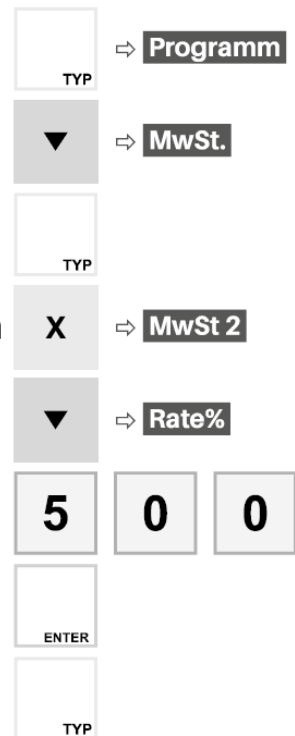 TYP ⇨ Programm
▼ ⇨ MwSt.
TYP
X ⇨ MwSt 2
▼ ⇨ Rate%
5 0 0
ENTER
TYP